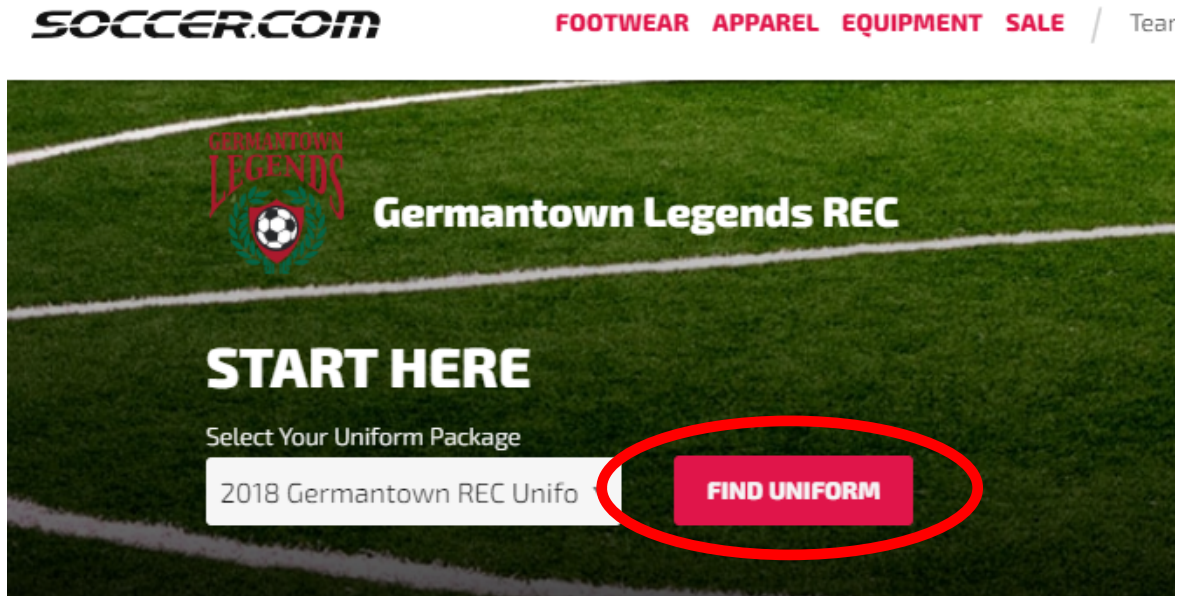 SOCCER.COM
FOOTWEAR APPAREL EQUIPMENT SALE / Tear
GERMANTOWN
LEGENDS
Germantown Legends REC
START HERE
Select Your Uniform Package
2018 Germantown REC Unifo
FIND UNIFORM